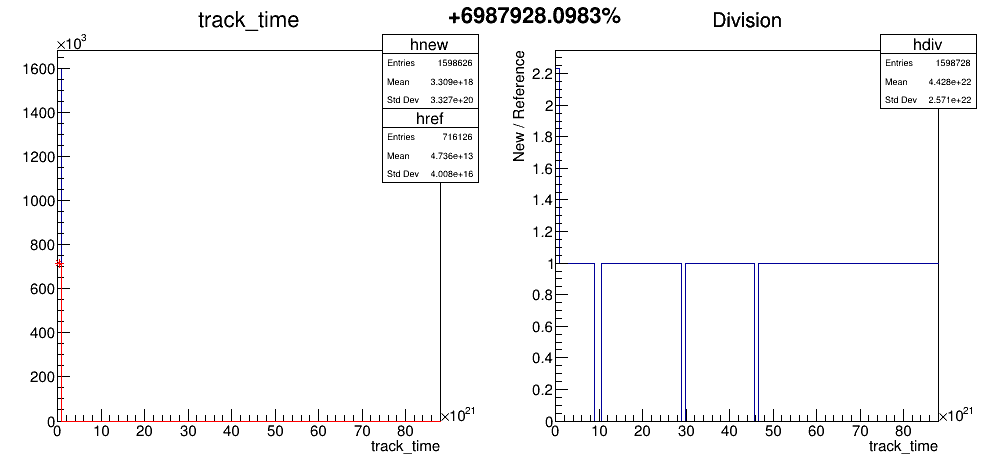 +6987928.0983%
track_time
×10³
hnew
Entries 1598626
Mean 3.309e+18
Std Dev 3.327e+20
href
Entries 716126
Mean 4.736e+13
Std Dev 4.008e+16
1600
1400
1200
1000
800
600
400
200
0
0 10 20 30 40 50 60 70 80
×10²¹
track_time
Division
hdiv
Entries 1598728
Mean 4.428e+22
Std Dev 2.571e+22
New / Reference
2.2
2
1.8
1.6
1.4
1.2
1
0.8
0.6
0.4
0.2
0
0 10 20 30 40 50 60 70 80
×10²¹
track_time